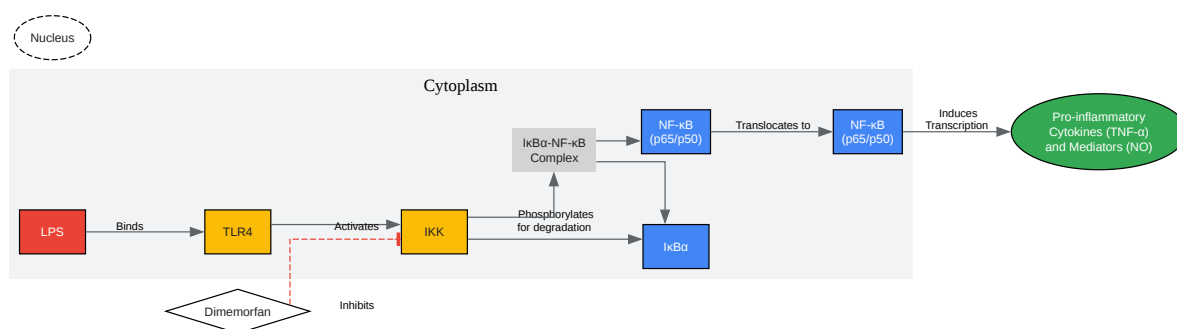 Nucleus
Cytoplasm
NF-κB
(p65/p50)
Translocates to
NF-κB
(p65/p50)
Induces
Transcription
Pro-inflammatory
Cytokines (TNF-α)
and Mediators (NO)
IκBα-NF-κB
Complex
LPS
Binds
TLR4
Activates
IKK
Phosphorylates
for degradation
IκBα
Dimemorfan
Inhibits